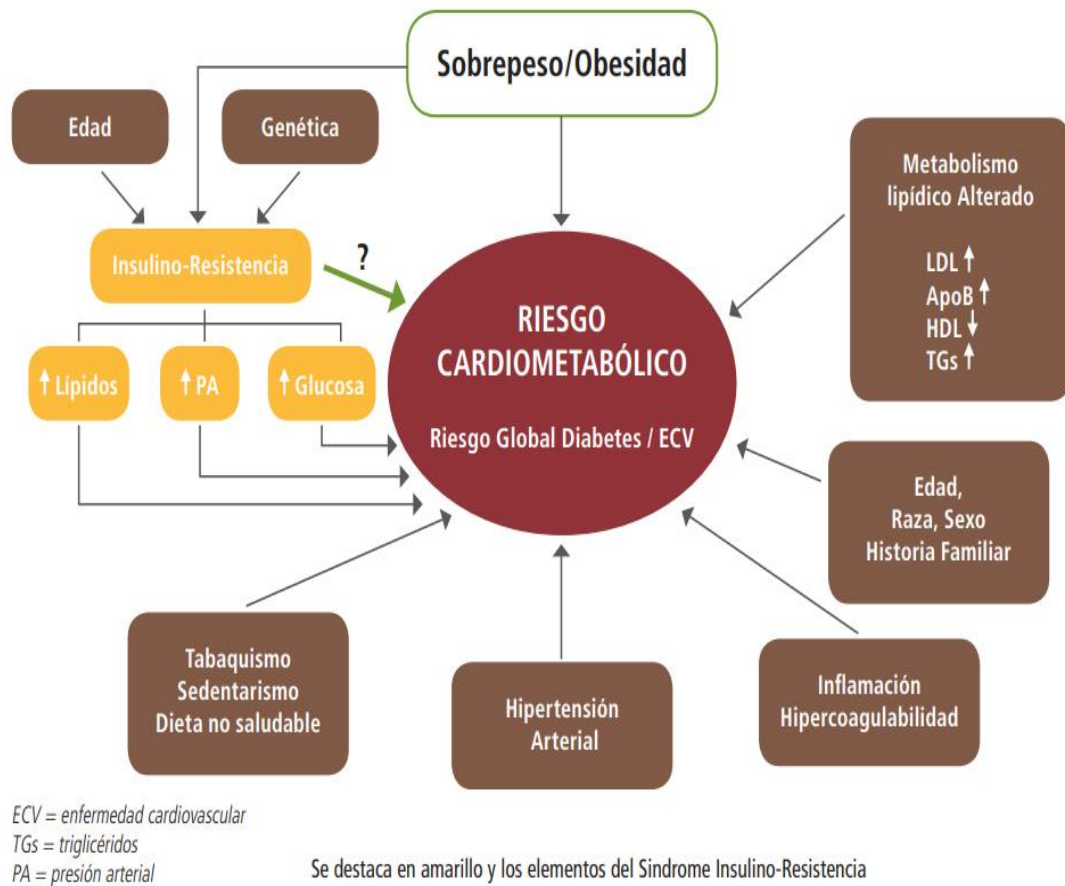 Sobrepeso/Obesidad
Edad
Genética
Insulino-Resistencia
?
↑ Lípidos
↑ PA
↑ Glucosa
RIESGO
CARDIOMETABÓLICO
Riesgo Global Diabetes / ECV
Metabolismo
lipídico Alterado
LDL ↑
ApoB ↑
HDL ↓
TGs ↑
Edad,
Raza, Sexo
Historia Familiar
Tabaquismo
Sedentarismo
Dieta no saludable
Hipertensión
Arterial
Inflamación
Hipercoagulabilidad
ECV = enfermedad cardiovascular
TGs = triglicéridos
PA = presión arterial
Se destaca en amarillo y los elementos del Sindrome Insulino-Resistencia